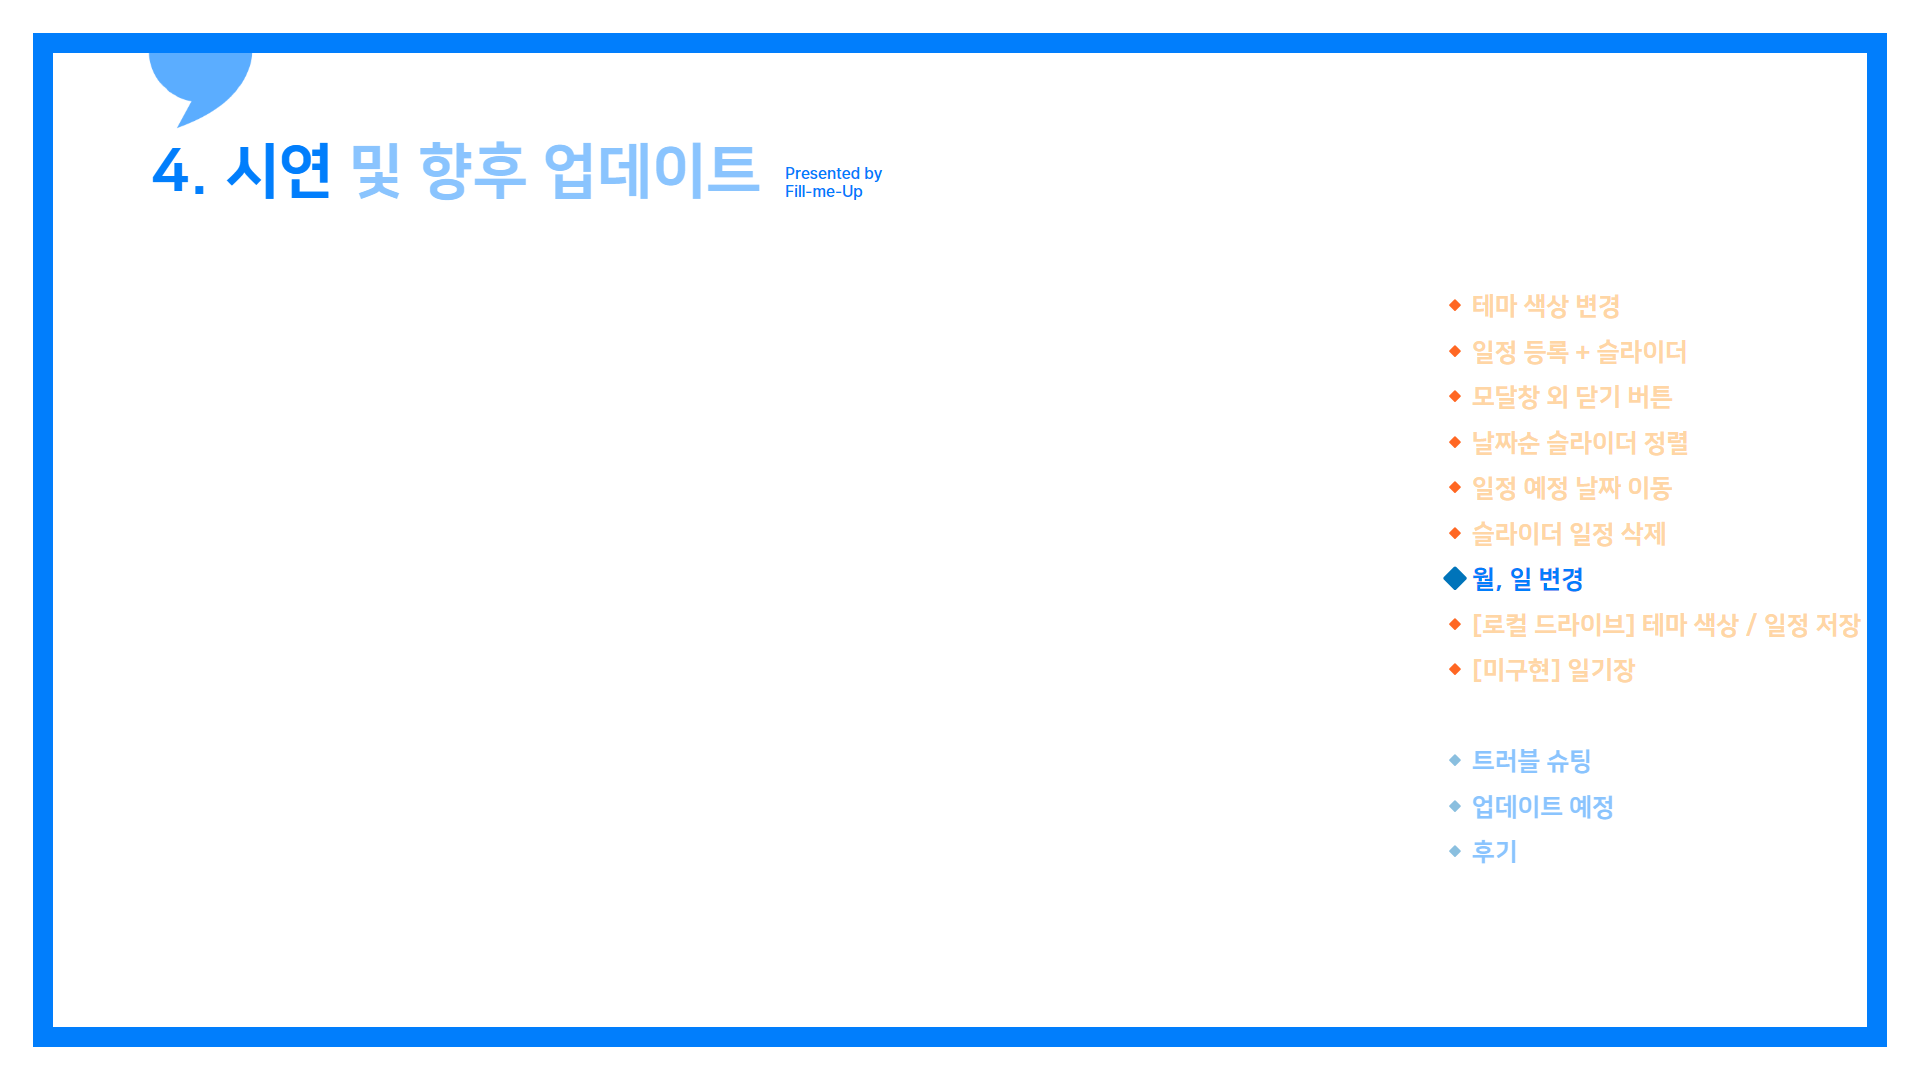 4. 시연 및 향후 업데이트
Presented by
Fill-me-Up
테마 색상 변경
일정 등록 + 슬라이더
모달창 외 닫기 버튼
날짜순 슬라이더 정렬
일정 예정 날짜 이동
슬라이더 일정 삭제
월, 일 변경
[로컬 드라이브] 테마 색상 / 일정 저장
[미구현] 일기장
트러블 슈팅
업데이트 예정
후기